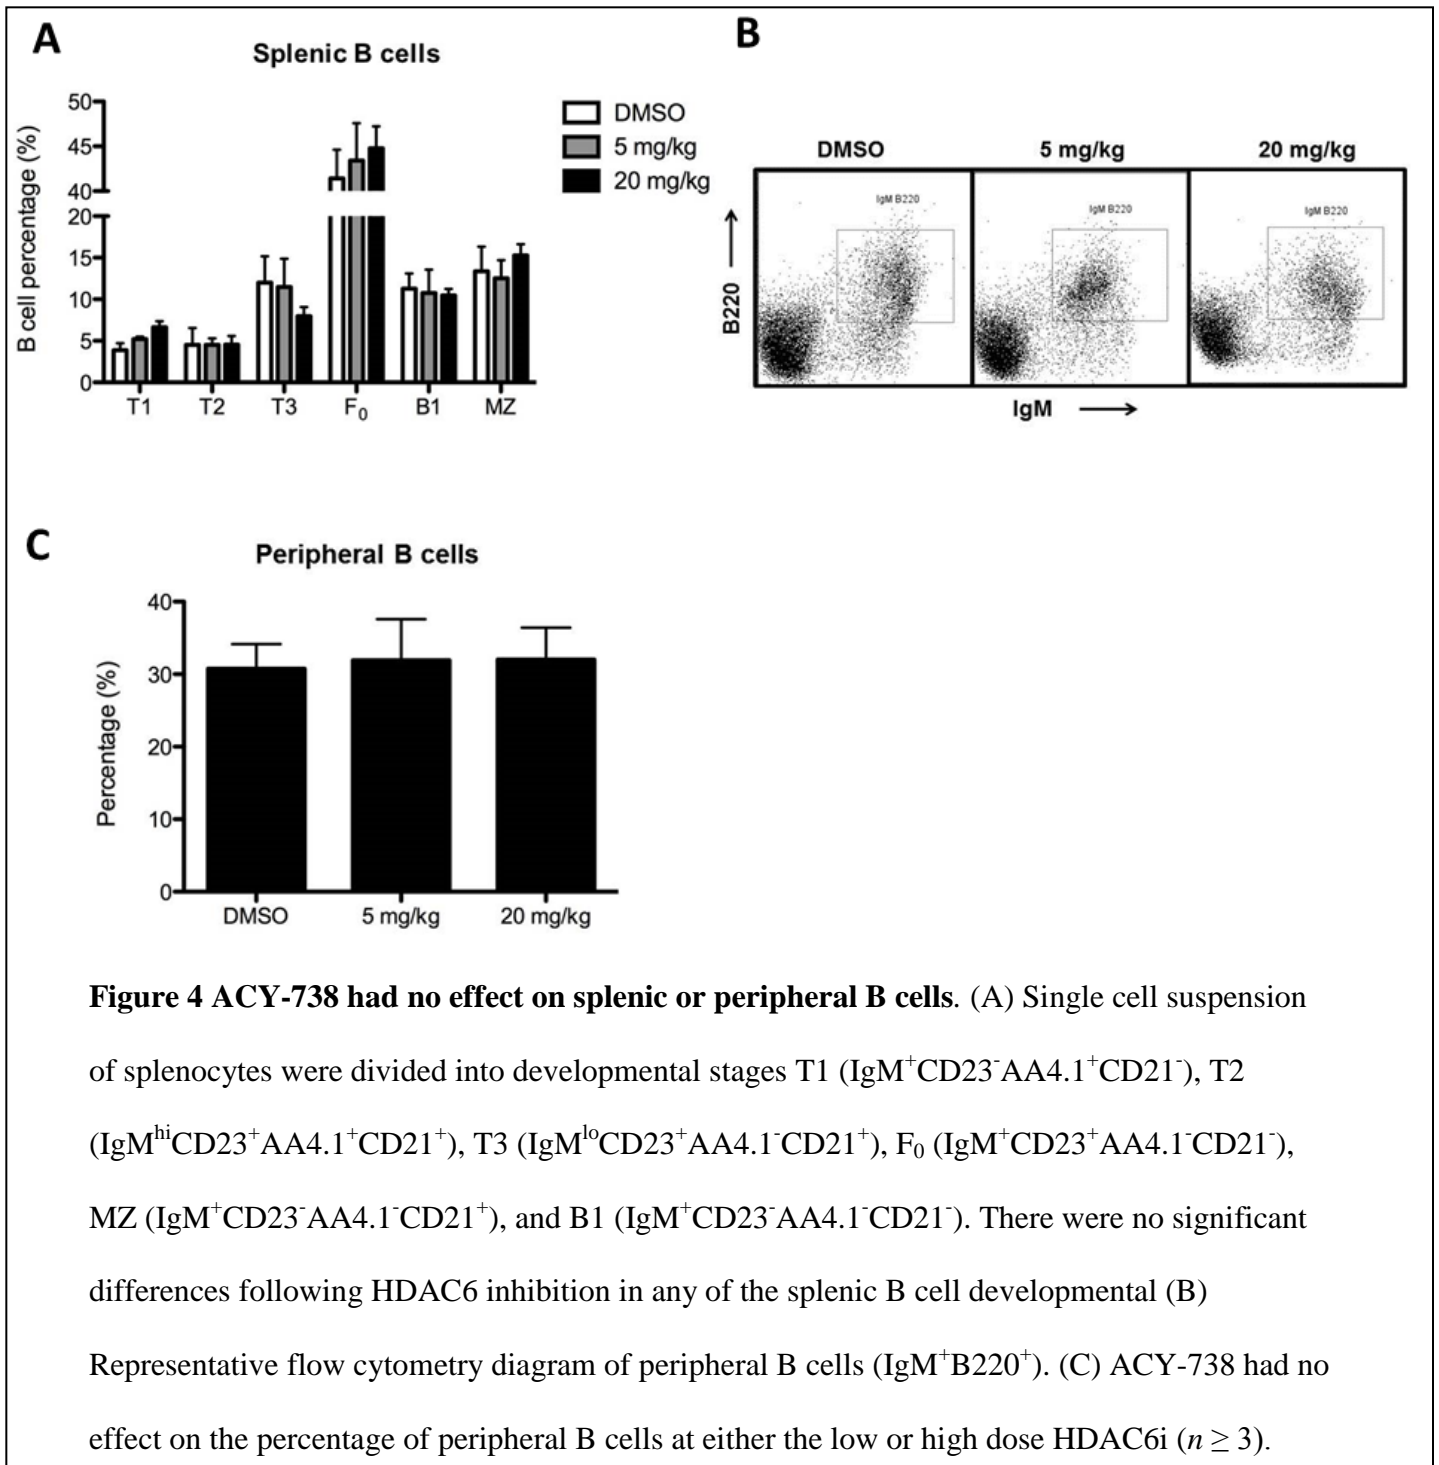 A
Splenic B cells
B cell percentage (%)
50
45
40
20
15
10
5
0
T1 T2 T3 F₀ B1 MZ
DMSO
5 mg/kg
20 mg/kg
B
DMSO 5 mg/kg 20 mg/kg
IgM B220 IgM B220 IgM B220
B220
IgM
C
Peripheral B cells
Percentage (%)
40
30
20
10
0
DMSO 5 mg/kg 20 mg/kg
Figure 4 ACY-738 had no effect on splenic or peripheral B cells. (A) Single cell suspension
of splenocytes were divided into developmental stages T1 (IgM⁺CD23⁻AA4.1⁺CD21⁻), T2
(IgMʰⁱCD23⁺AA4.1⁺CD21⁺), T3 (IgMˡᵒCD23⁺AA4.1⁻CD21⁺), F₀ (IgM⁺CD23⁺AA4.1⁻CD21⁻),
MZ (IgM⁺CD23⁻AA4.1⁻CD21⁺), and B1 (IgM⁺CD23⁻AA4.1⁻CD21⁻). There were no significant
differences following HDAC6 inhibition in any of the splenic B cell developmental (B)
Representative flow cytometry diagram of peripheral B cells (IgM⁺B220⁺). (C) ACY-738 had no
effect on the percentage of peripheral B cells at either the low or high dose HDAC6i (n ≥ 3).